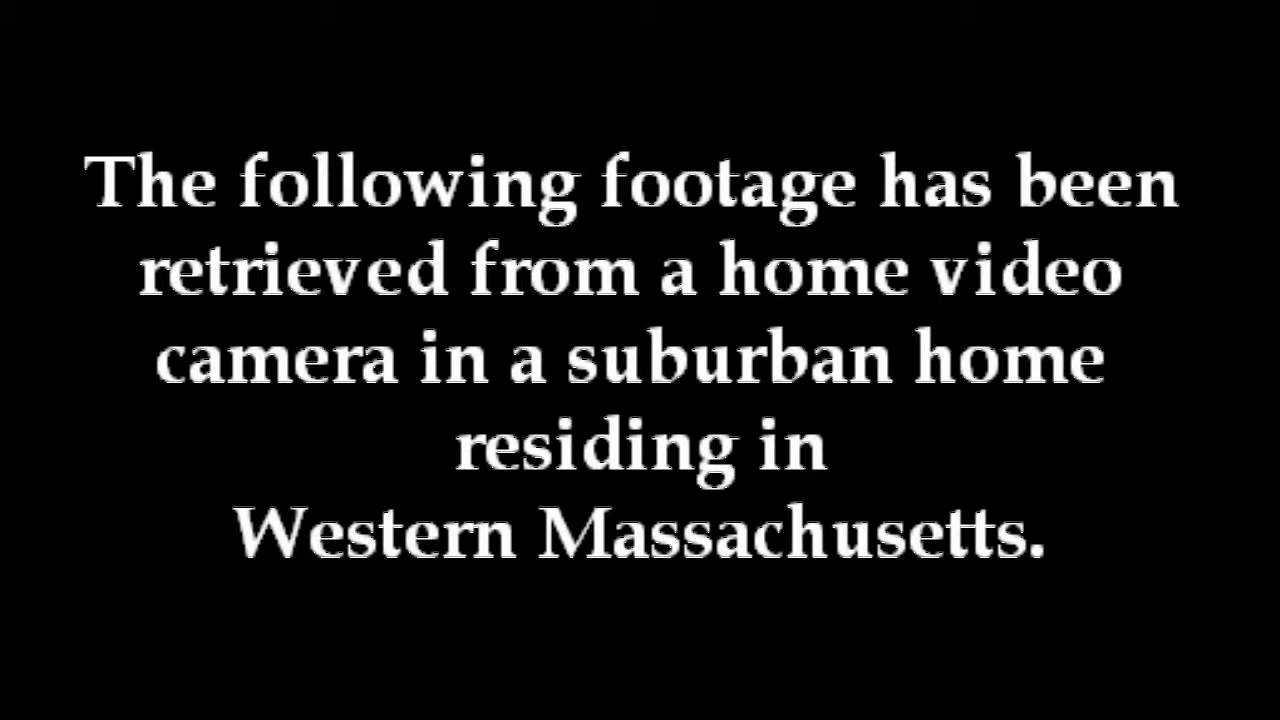 The following footage has been
retrieved from a home video
camera in a suburban home
residing in
Western Massachusetts.